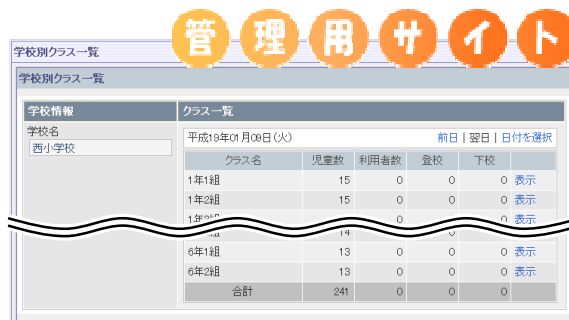 管理用サイト
学校別クラス一覧
学校別クラス一覧
学校情報
学校名
西小学校
クラス一覧
平成19年01月09日(火) 前日 | 翌日 | 日付を選択
クラス名 児童数 利用者数 登校 下校
1年1組 15 0 0 0 表示
1年2組 15 0 0 0 表示
0 0 表示
14
6年1組 13 0 0 0 表示
6年2組 13 0 0 0 表示
合計 241 0 0 0